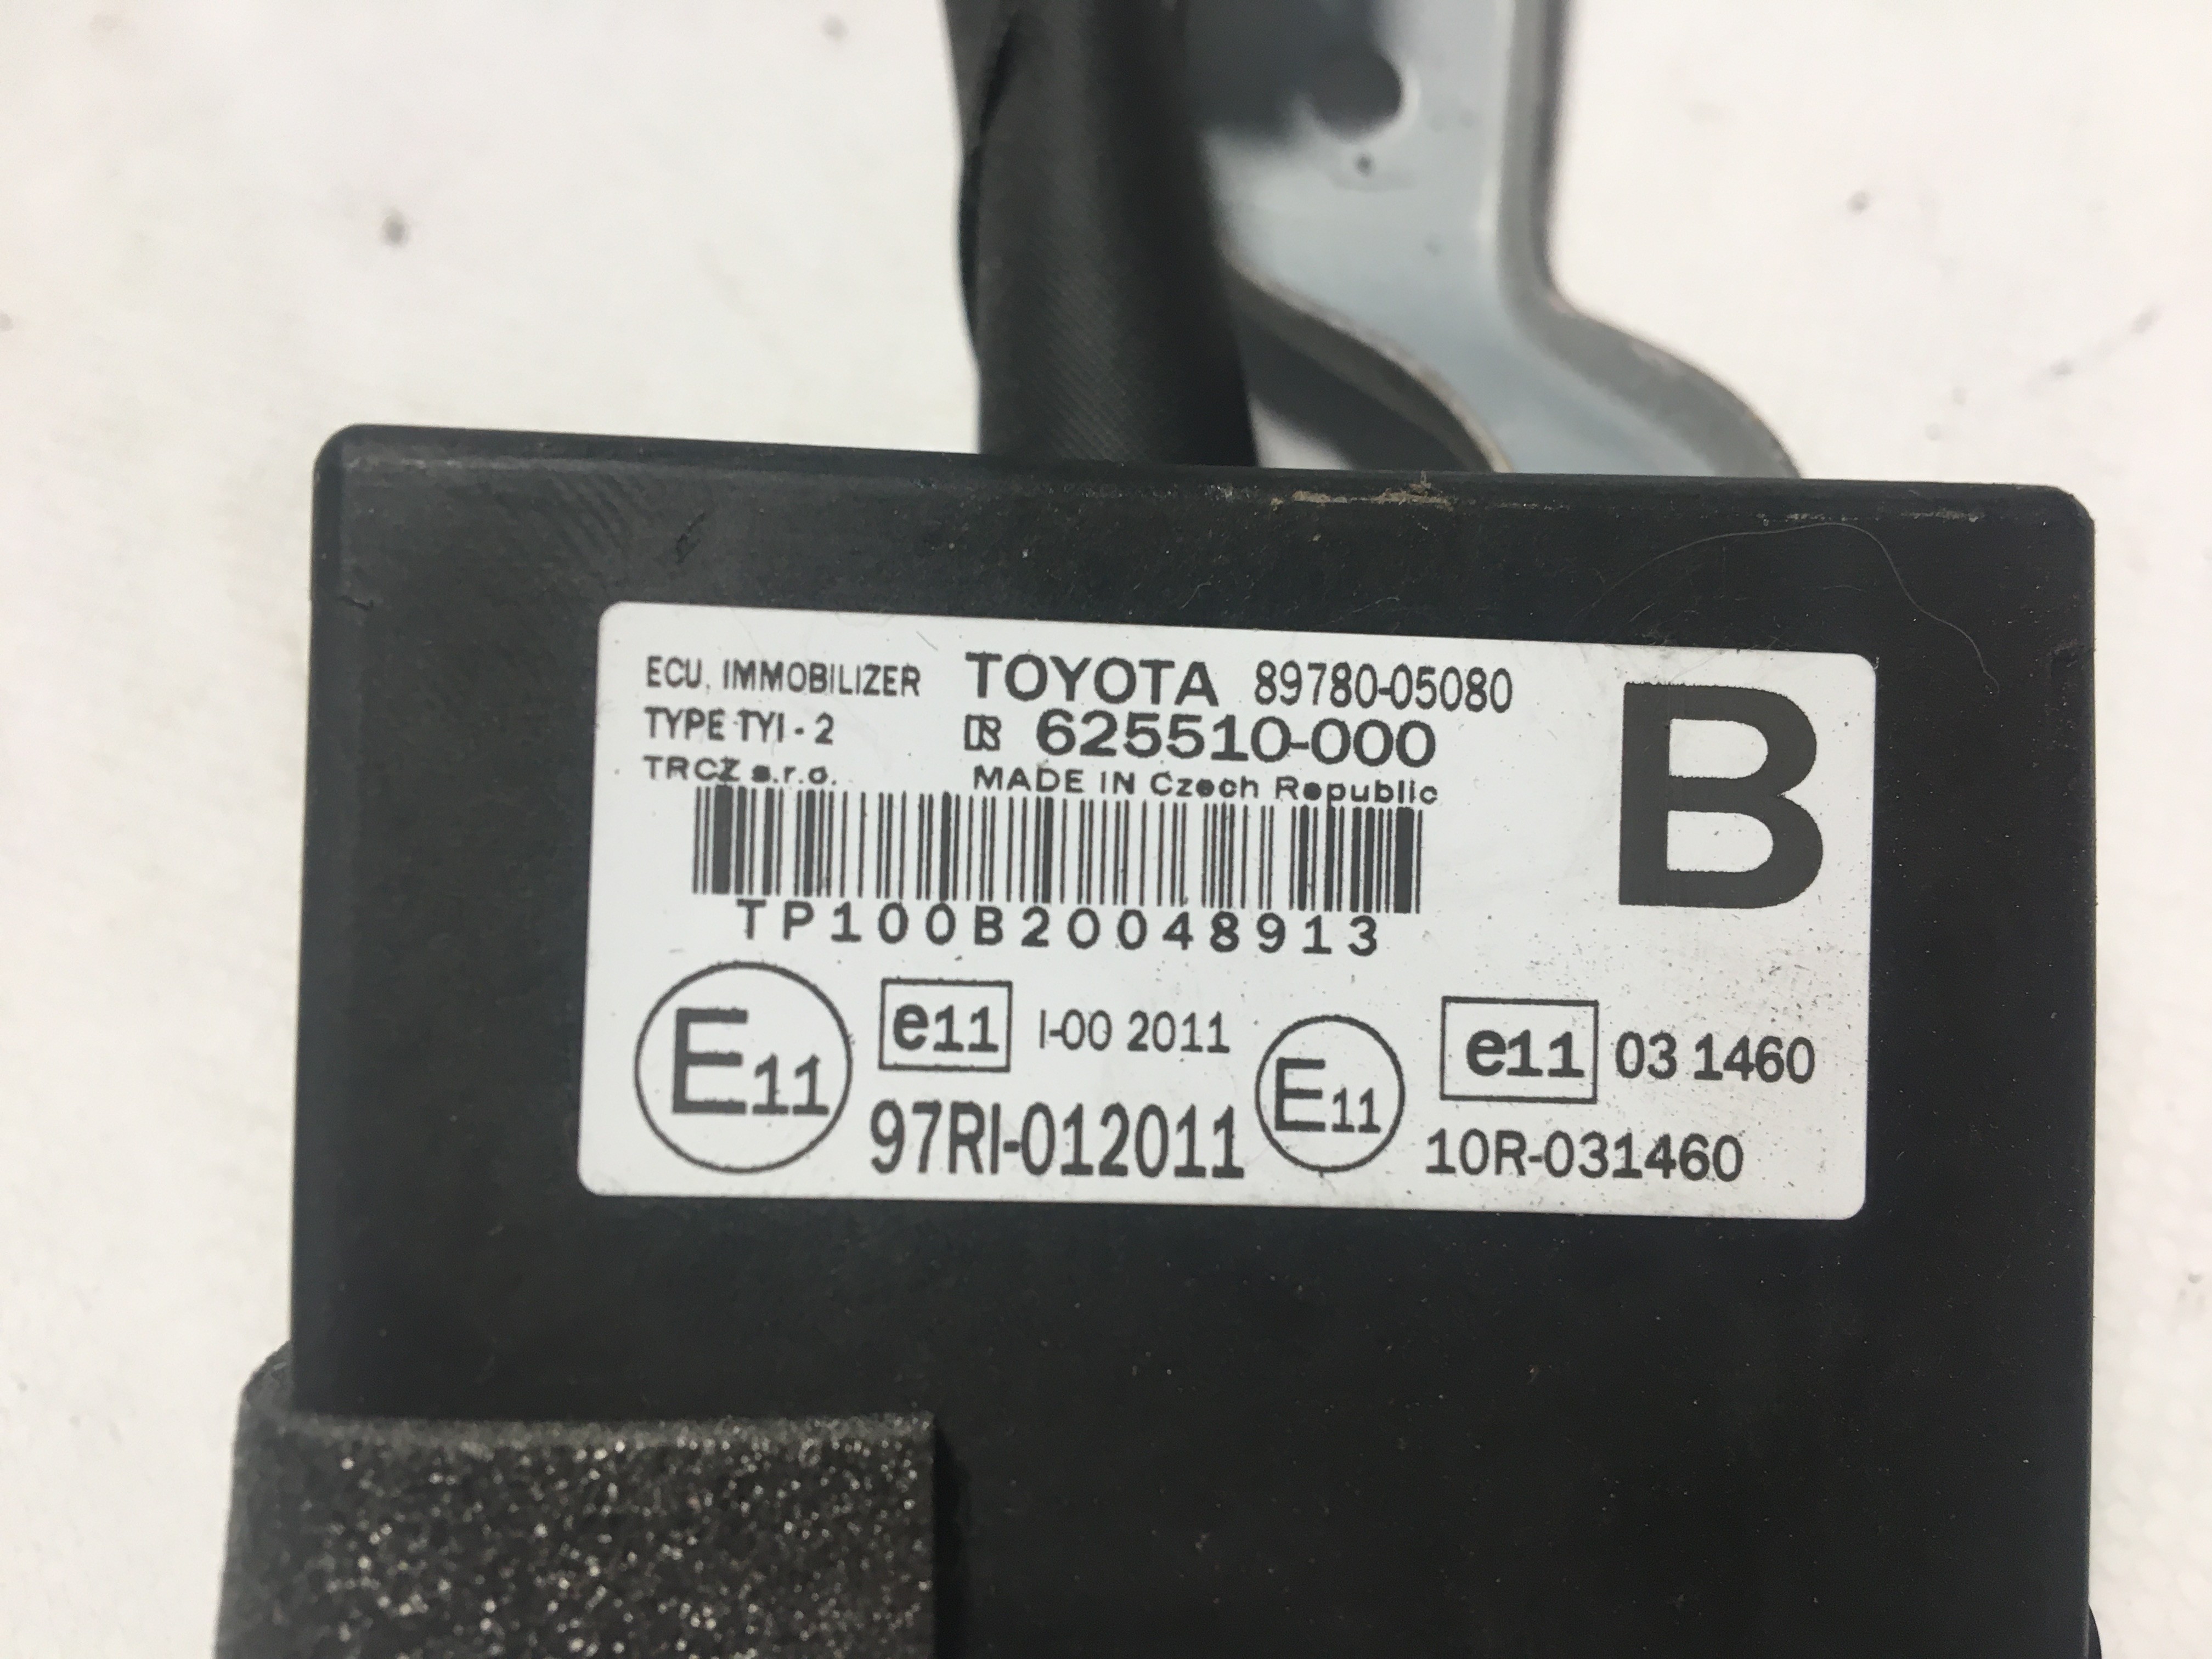 ECU, IMMOBILIZER TOYOTA 89780-05080
TYPE TYI-2 625510-000
TRCZ s.r.o. MADE IN Czech Republic
B
TP100B20048913
E11 e11 I-00 2011
97RI-012011
E11 e11 03 1460
10R-031460